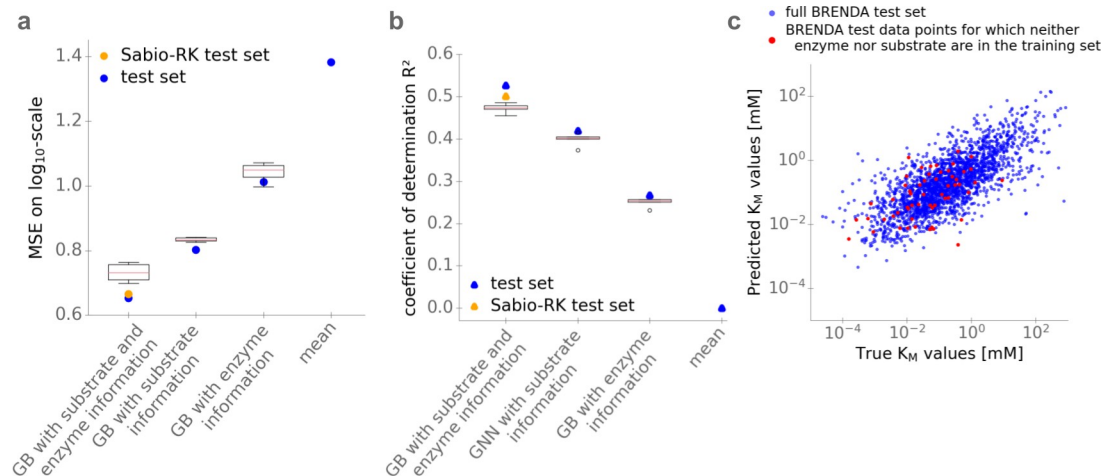 a
Sabio-RK test set
test set
MSE on log₁₀-scale
1.4
1.2
1.0
0.8
0.6
GB with substrate and
enzyme information
GB with substrate
information
GB with enzyme
information
mean
b
coefficient of determination R²
0.6
0.5
0.4
0.3
0.2
0.1
0.0
test set
Sabio-RK test set
GB with substrate and
enzyme information
GNN with substrate
information
GB with enzyme
information
mean
c
full BRENDA test set
BRENDA test data points for which neither
enzyme nor substrate are in the training set
Predicted K_M values [mM]
10²
10⁰
10⁻²
10⁻⁴
10⁻⁴
10⁻²
10⁰
10²
True K_M values [mM]